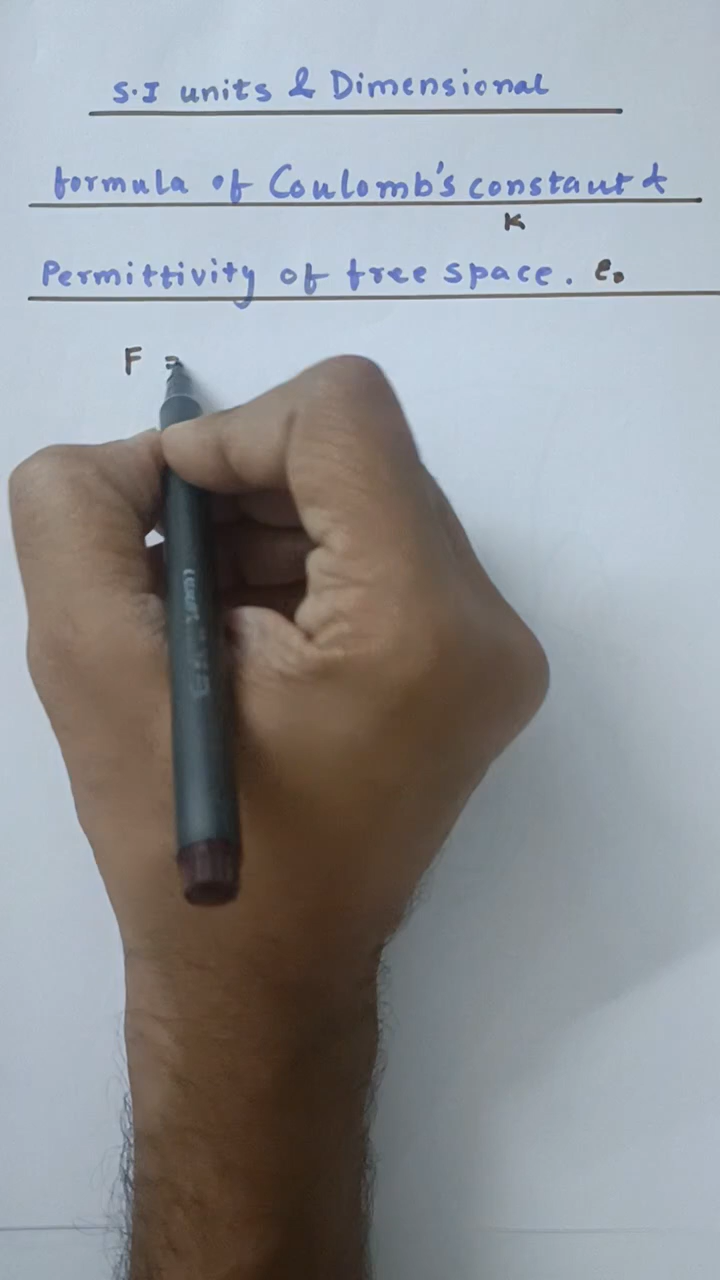 S.I units & Dimensional
formula of Coulomb's constant &
K
Permittivity of free space. ε₀
F =